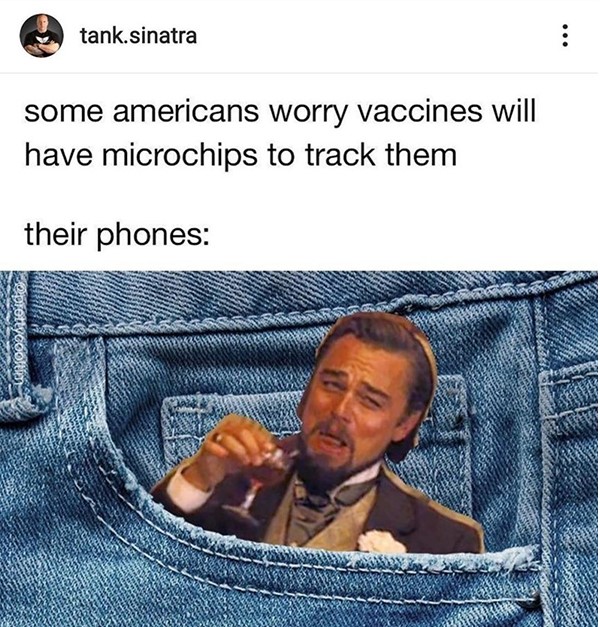 tank.sinatra
some americans worry vaccines will
have microchips to track them
their phones: